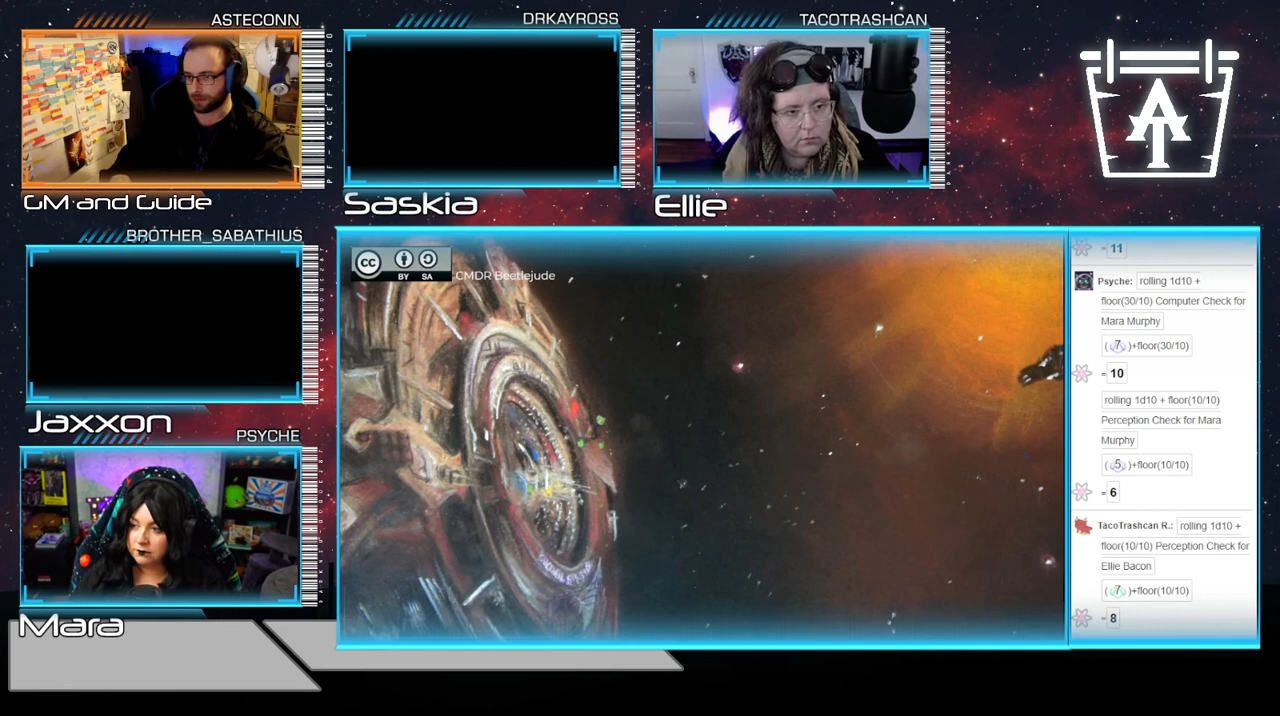 ASTECONN
DRKAYROSS
TACOTRASHCAN
GM and Guide
Saskia
Ellie
BROTHER_SABATHIUS
Jaxxon
PSYCHE
Mara
CC BY SA CMDR Beetlejude
= 11
Psyche: rolling 1d10 +
floor(30/10) Computer Check for
Mara Murphy
(7)+floor(30/10)
= 10
rolling 1d10 + floor(10/10)
Perception Check for Mara
Murphy
(5)+floor(10/10)
= 6
TacoTrashcan R.: rolling 1d10 +
floor(10/10) Perception Check for
Ellie Bacon
(7)+floor(10/10)
= 8